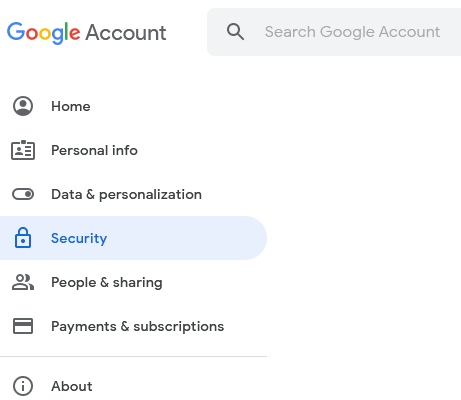 Google Account
Search Google Account
Home
Personal info
Data & personalization
Security
People & sharing
Payments & subscriptions
About